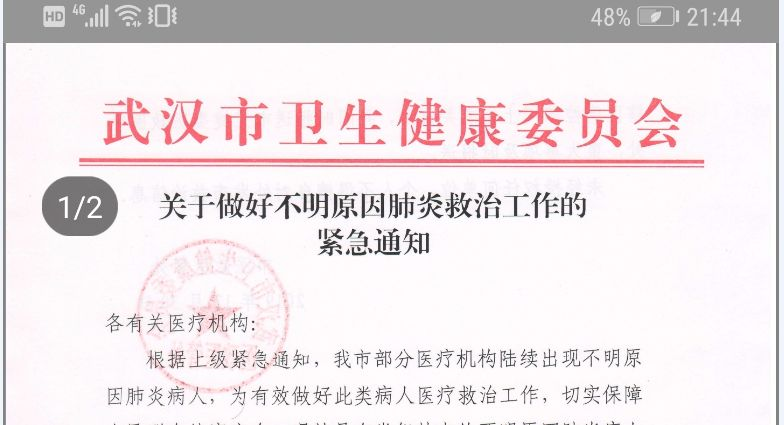 HD 4G 48% 21:44
武汉市卫生健康委员会
1/2
关于做好不明原因肺炎救治工作的
紧急通知
各有关医疗机构：
根据上级紧急通知，我市部分医疗机构陆续出现不明原
因肺炎病人，为有效做好此类病人医疗救治工作，切实保障